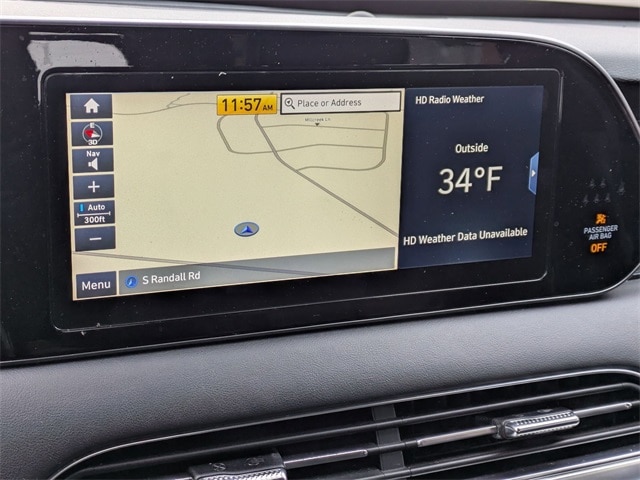 11:57 AM
Place or Address
HD Radio Weather
E
3D
Nav
Auto
300ft
Outside
34°F
HD Weather Data Unavailable
Menu
S Randall Rd
PASSENGER
AIR BAG
OFF